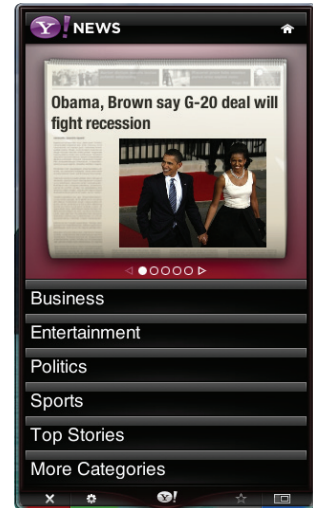 Y! NEWS
Obama, Brown say G-20 deal will
fight recession
Business
Entertainment
Politics
Sports
Top Stories
More Categories
Y!